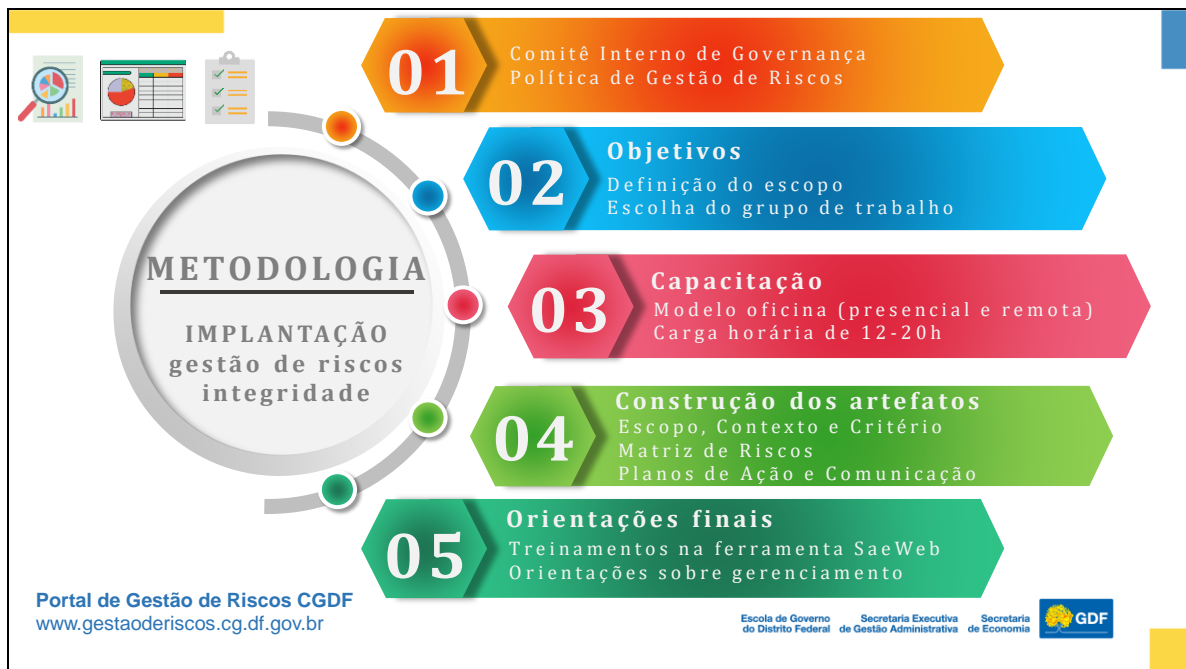 01
Comitê Interno de Governança
Política de Gestão de Riscos
02
Objetivos
Definição do escopo
Escolha do grupo de trabalho
METODOLOGIA
IMPLANTAÇÃO
gestão de riscos
integridade
03
Capacitação
Modelo oficina (presencial e remota)
Carga horária de 12-20h
04
Construção dos artefatos
Escopo, Contexto e Critério
Matriz de Riscos
Planos de Ação e Comunicação
05
Orientações finais
Treinamentos na ferramenta SaeWeb
Orientações sobre gerenciamento
Portal de Gestão de Riscos CGDF
www.gestaoderiscos.cg.df.gov.br
Escola de Governo
do Distrito Federal
Secretaria Executiva
de Gestão Administrativa
Secretaria
de Economia
GDF